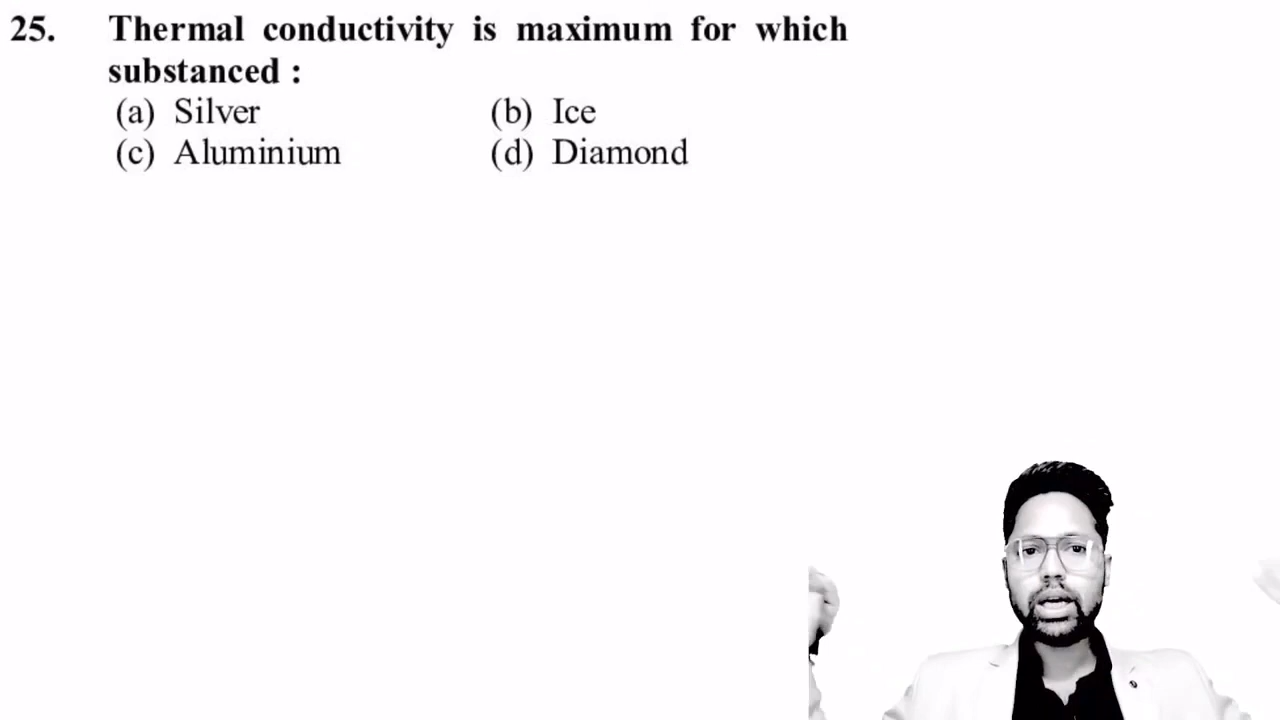 25. Thermal conductivity is maximum for which
substanced :
(a) Silver (b) Ice
(c) Aluminium (d) Diamond